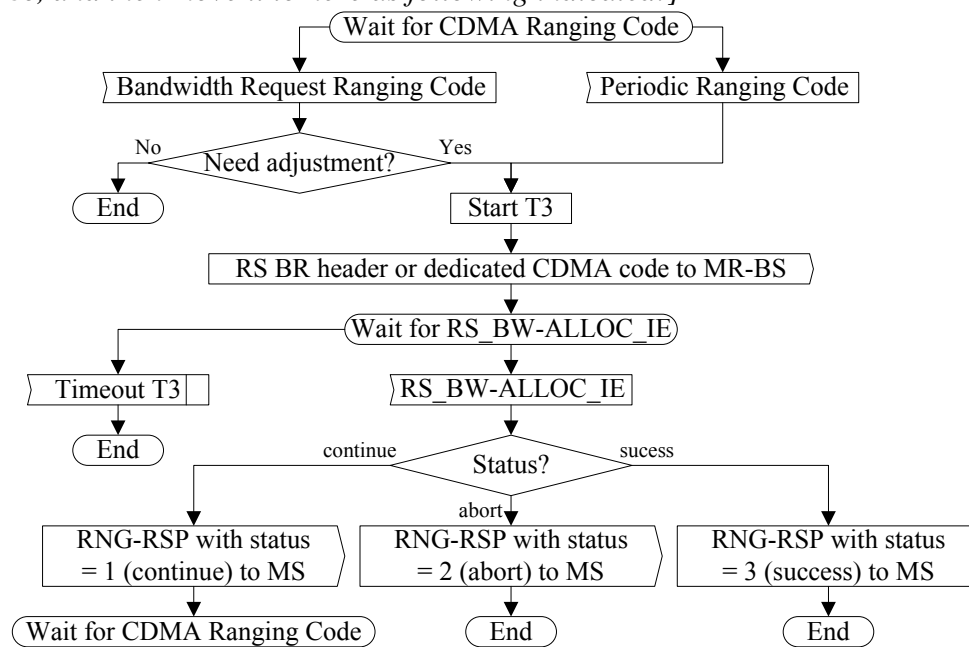 Wait for CDMA Ranging Code
Bandwidth Request Ranging Code
Periodic Ranging Code
No
Need adjustment?
Yes
End
Start T3
RS BR header or dedicated CDMA code to MR-BS
Wait for RS_BW-ALLOC_IE
Timeout T3
RS_BW-ALLOC_IE
End
continue
Status?
sucess
abort
RNG-RSP with status
= 1 (continue) to MS
RNG-RSP with status
= 2 (abort) to MS
RNG-RSP with status
= 3 (success) to MS
Wait for CDMA Ranging Code
End
End